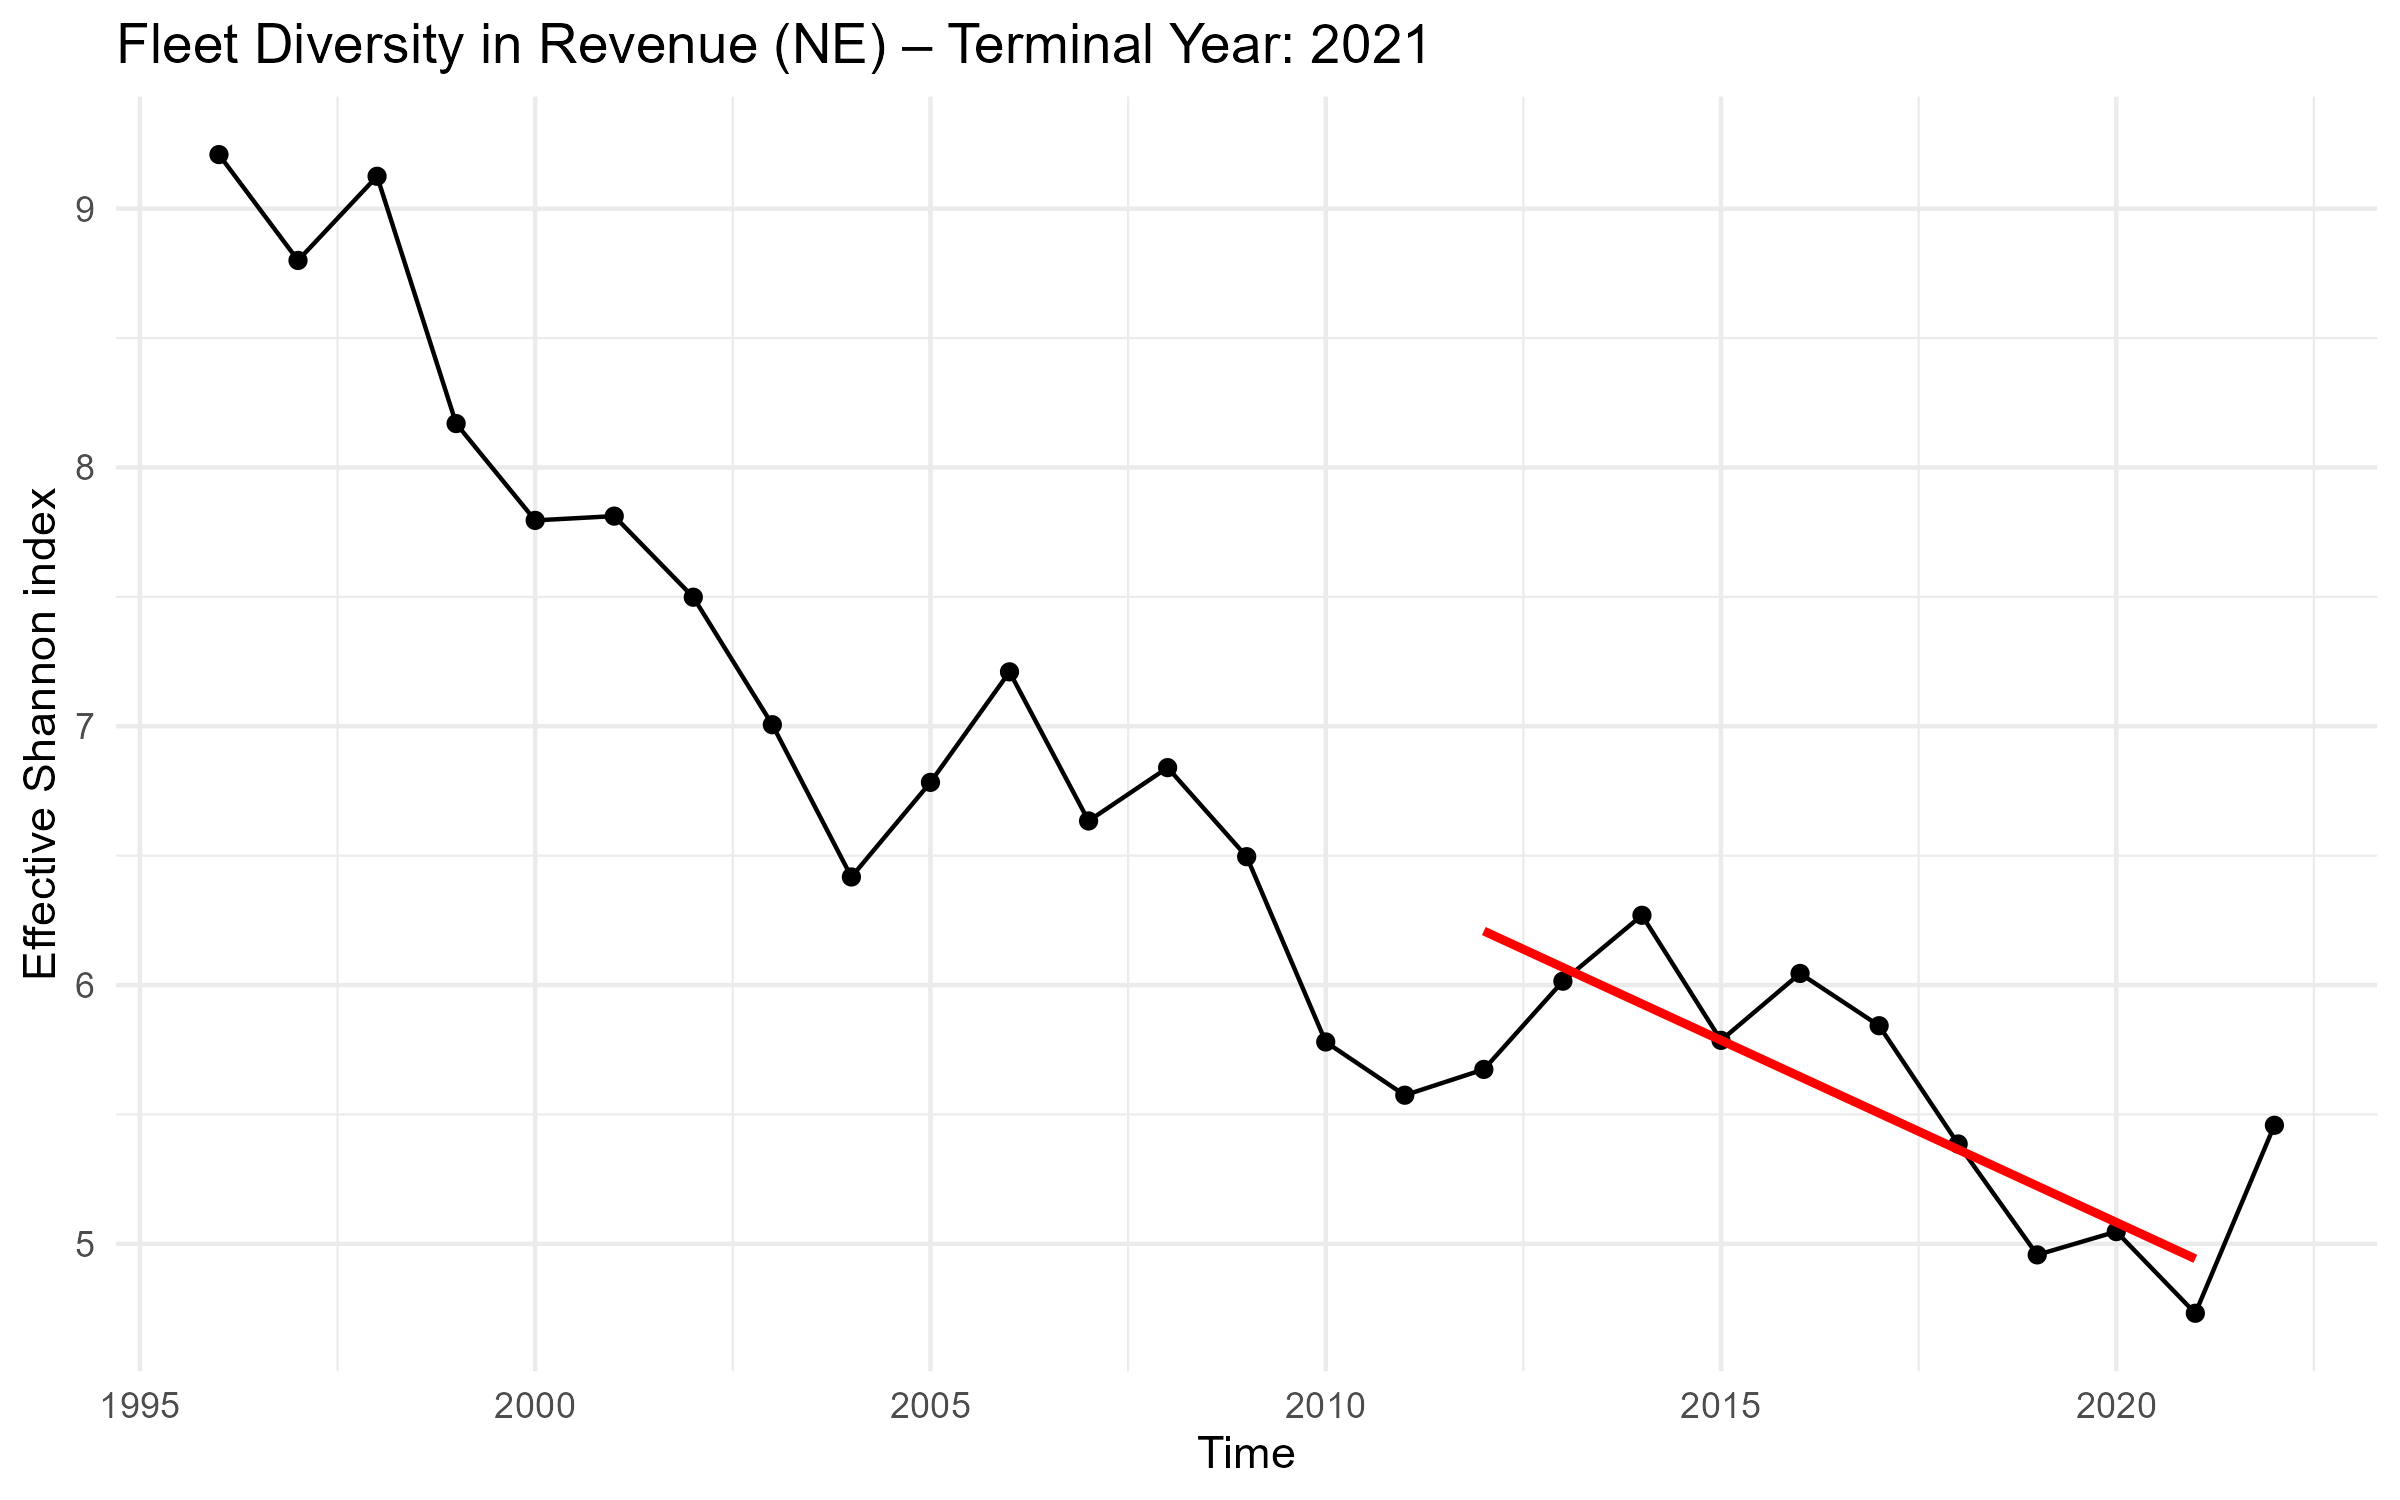 Fleet Diversity in Revenue (NE) – Terminal Year: 2021
Effective Shannon index
9
8
7
6
5
1995 2000 2005 2010 2015 2020
Time